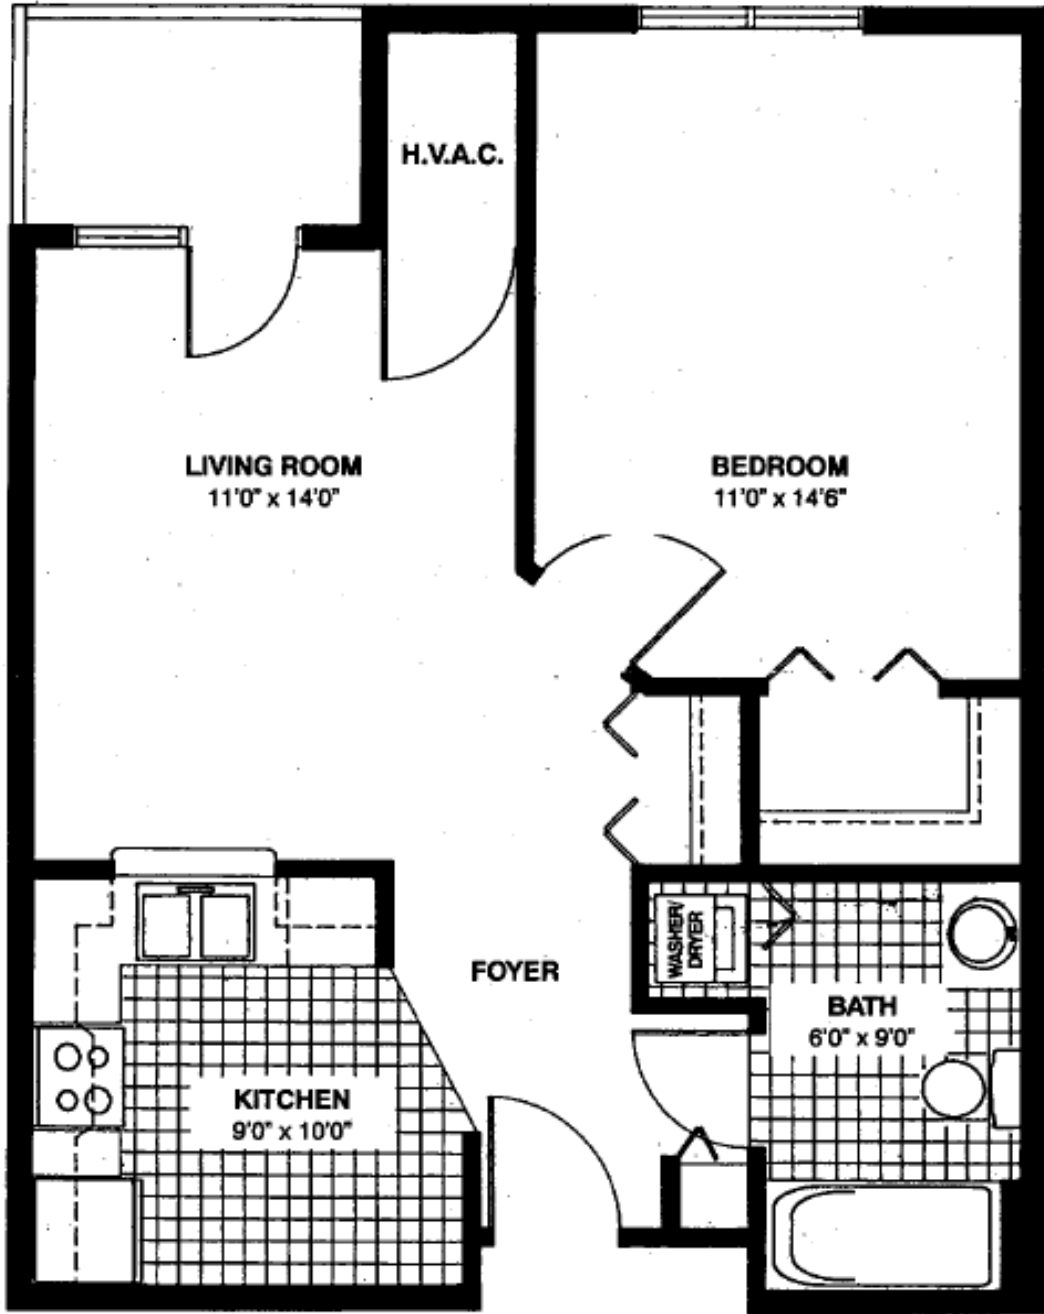 H.V.A.C.
LIVING ROOM
11'0" x 14'0"
BEDROOM
11'0" x 14'6"
WASHER/
DRYER
FOYER
BATH
6'0" x 9'0"
KITCHEN
9'0" x 10'0"